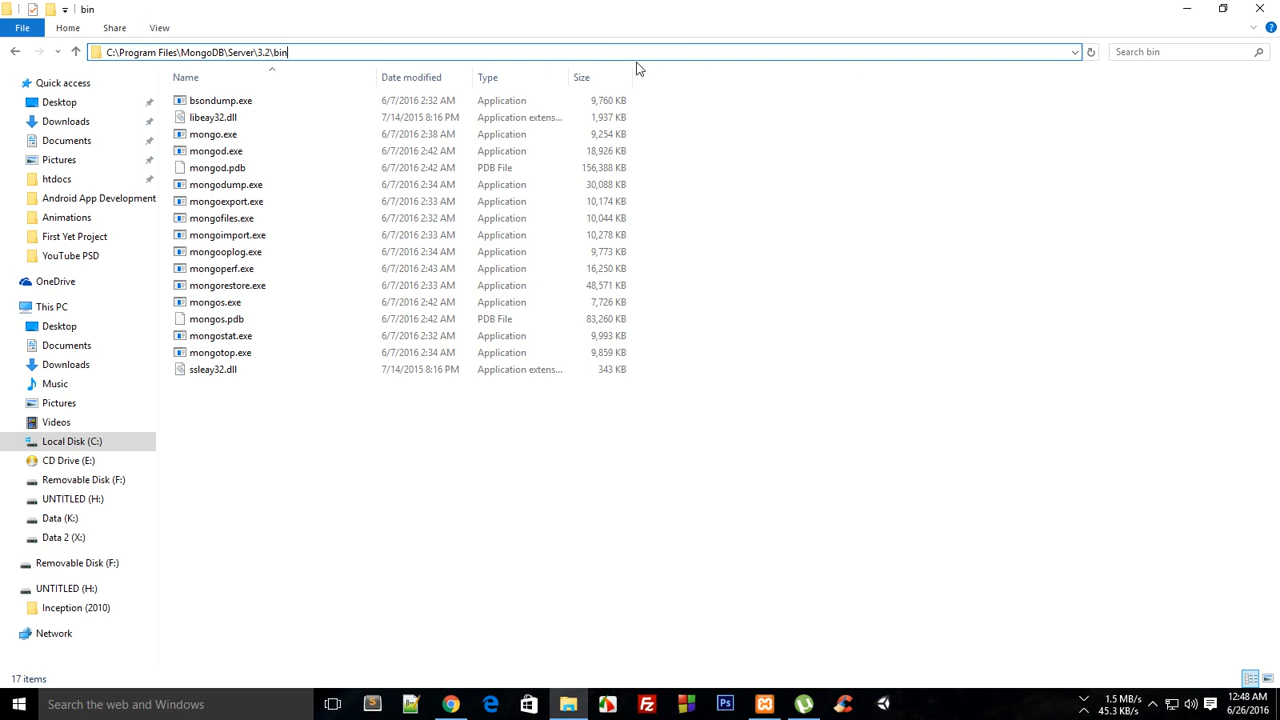 bin
File Home Share View
C:\Program Files\MongoDB\Server\3.2\bin Search bin
Name Date modified Type Size
bsondump.exe 6/7/2016 2:32 AM Application 9,760 KB
libeay32.dll 7/14/2015 8:16 PM Application extens... 1,937 KB
mongo.exe 6/7/2016 2:38 AM Application 9,254 KB
mongod.exe 6/7/2016 2:42 AM Application 18,926 KB
mongod.pdb 6/7/2016 2:42 AM PDB File 156,388 KB
mongodump.exe 6/7/2016 2:34 AM Application 30,088 KB
mongoexport.exe 6/7/2016 2:33 AM Application 10,174 KB
mongofiles.exe 6/7/2016 2:32 AM Application 10,044 KB
mongoimport.exe 6/7/2016 2:33 AM Application 10,278 KB
mongooplog.exe 6/7/2016 2:34 AM Application 9,773 KB
mongoperf.exe 6/7/2016 2:43 AM Application 16,250 KB
mongorestore.exe 6/7/2016 2:33 AM Application 48,571 KB
mongos.exe 6/7/2016 2:42 AM Application 7,726 KB
mongos.pdb 6/7/2016 2:42 AM PDB File 83,260 KB
mongostat.exe 6/7/2016 2:32 AM Application 9,993 KB
mongotop.exe 6/7/2016 2:34 AM Application 9,859 KB
ssleay32.dll 7/14/2015 8:16 PM Application extens... 343 KB
Quick access
Desktop
Downloads
Documents
Pictures
htdocs
Android App Development
Animations
First Yet Project
YouTube PSD
OneDrive
This PC
Desktop
Documents
Downloads
Music
Pictures
Videos
Local Disk (C:)
CD Drive (E:)
Removable Disk (F:)
UNTITLED (H:)
Data (K:)
Data 2 (X:)
Removable Disk (F:)
UNTITLED (H:)
Inception (2010)
Network
17 items
Search the web and Windows
Ps
Fz
1.5 MB/s
45.3 KB/s
12:48 AM
6/26/2016